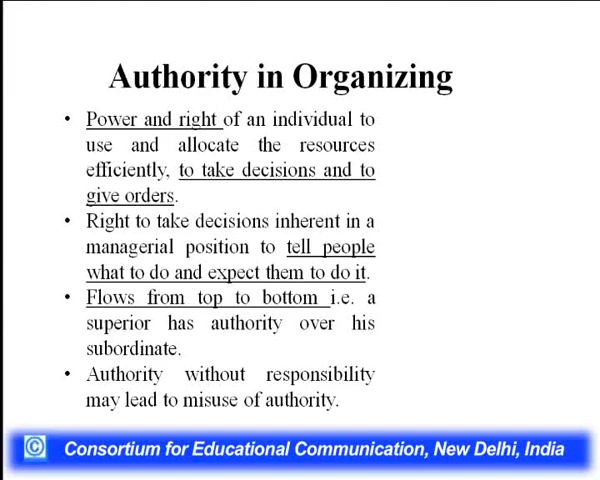 Authority in Organizing
• Power and right of an individual to
use and allocate the resources
efficiently, to take decisions and to
give orders.
• Right to take decisions inherent in a
managerial position to tell people
what to do and expect them to do it.
• Flows from top to bottom i.e. a
superior has authority over his
subordinate.
• Authority without responsibility
may lead to misuse of authority.
© Consortium for Educational Communication, New Delhi, India